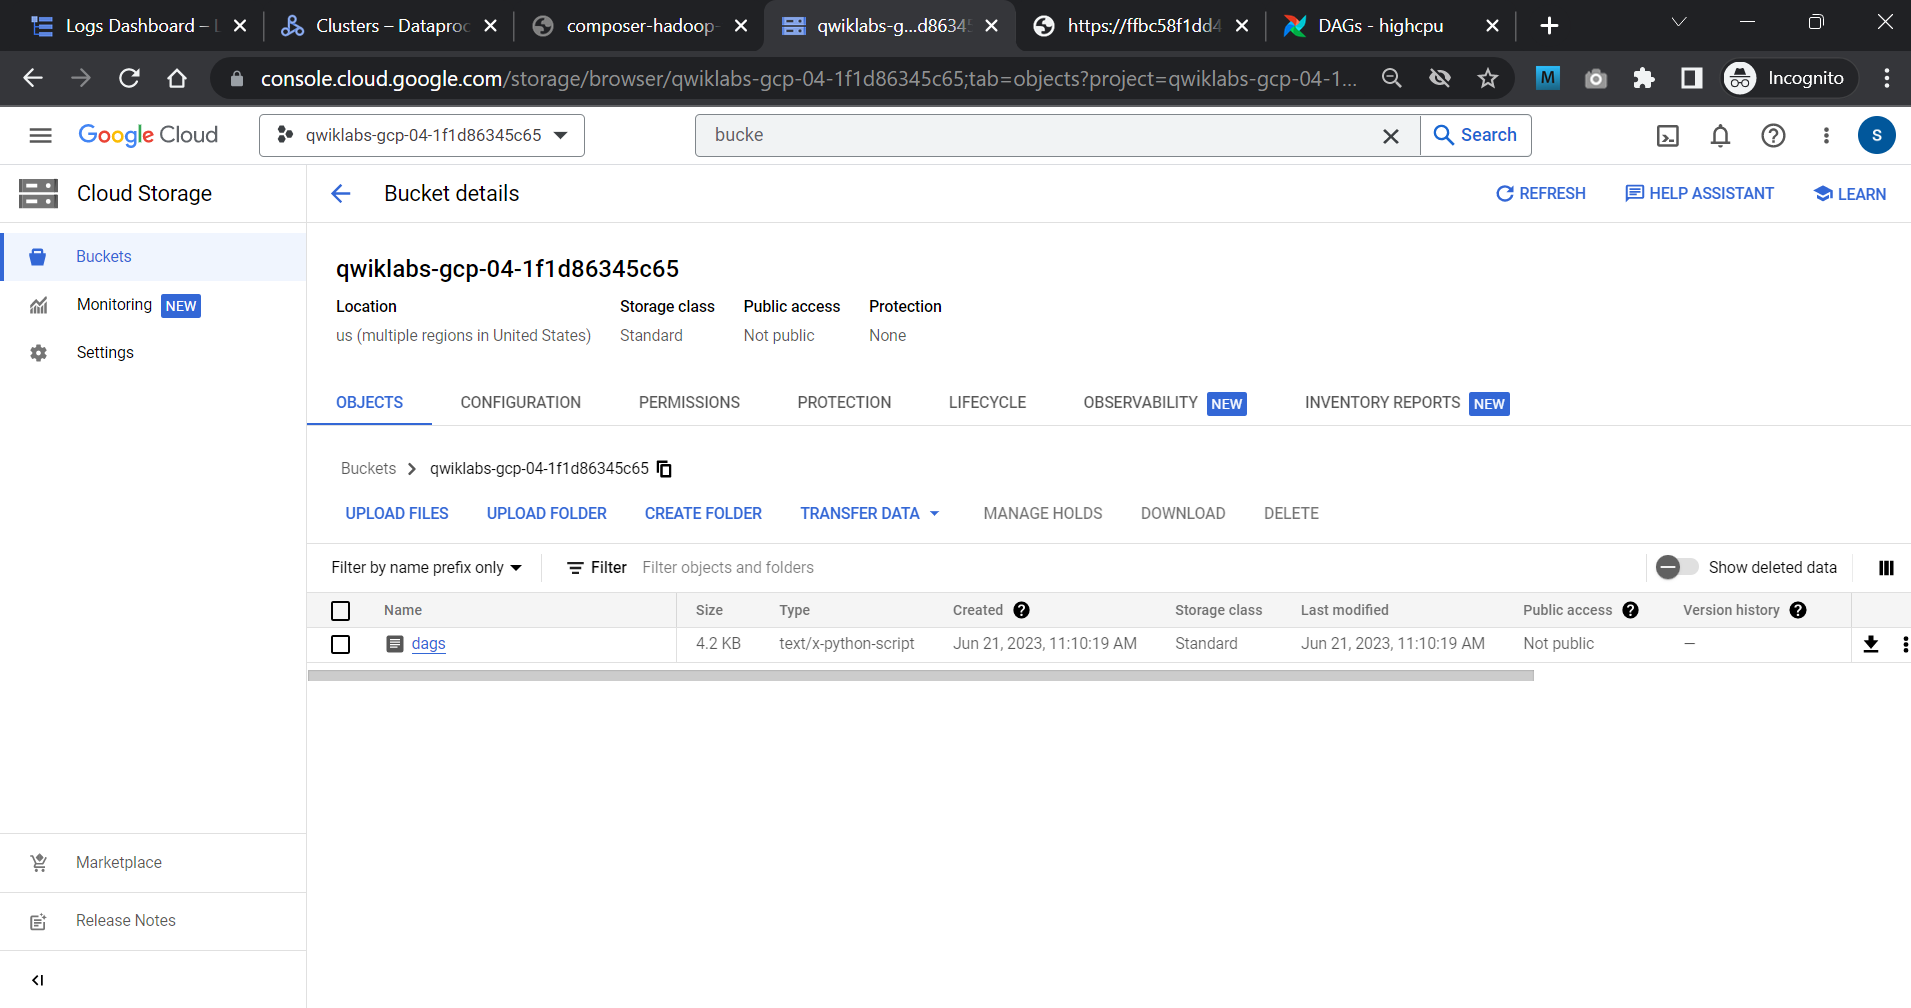 Logs Dashboard – L
Clusters – Dataproc
composer-hadoop-
qwiklabs-g...d8634
https://ffbc58f1dd4
DAGs - highcpu
console.cloud.google.com/storage/browser/qwiklabs-gcp-04-1f1d86345c65;tab=objects?project=qwiklabs-gcp-04-1...
M
Incognito
Google Cloud
qwiklabs-gcp-04-1f1d86345c65
bucke
Search
S
Cloud Storage
Bucket details
REFRESH
HELP ASSISTANT
LEARN
Buckets
Monitoring NEW
Settings
qwiklabs-gcp-04-1f1d86345c65
Location Storage class Public access Protection
us (multiple regions in United States) Standard Not public None
OBJECTS CONFIGURATION PERMISSIONS PROTECTION LIFECYCLE OBSERVABILITY NEW INVENTORY REPORTS NEW
Buckets > qwiklabs-gcp-04-1f1d86345c65
UPLOAD FILES UPLOAD FOLDER CREATE FOLDER TRANSFER DATA MANAGE HOLDS DOWNLOAD DELETE
Filter by name prefix only Filter Filter objects and folders Show deleted data
Name Size Type Created ? Storage class Last modified Public access ? Version history ?
dags 4.2 KB text/x-python-script Jun 21, 2023, 11:10:19 AM Standard Jun 21, 2023, 11:10:19 AM Not public —
Marketplace
Release Notes